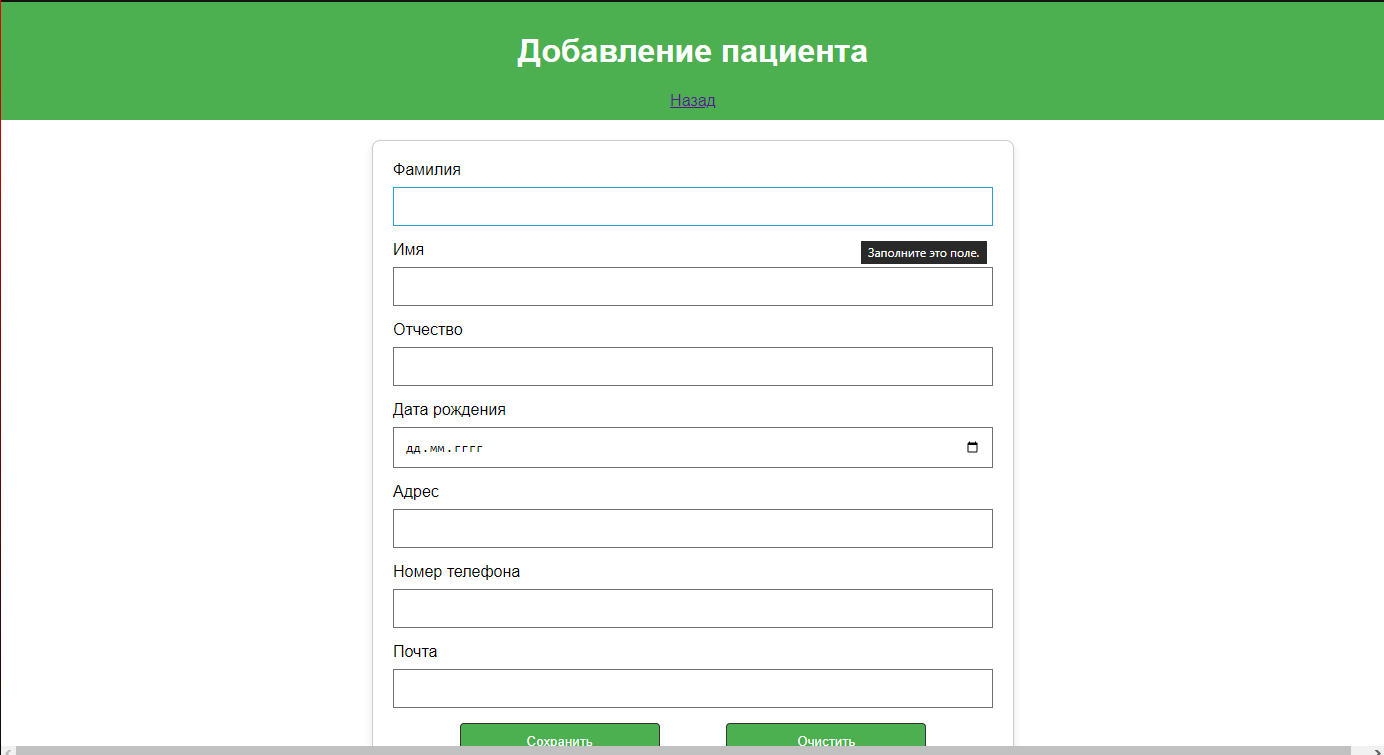 Добавление пациента
Назад
Фамилия
Заполните это поле.
Имя
Отчество
Дата рождения
дд.мм.гггг
Адрес
Номер телефона
Почта
Сохранить Очистить